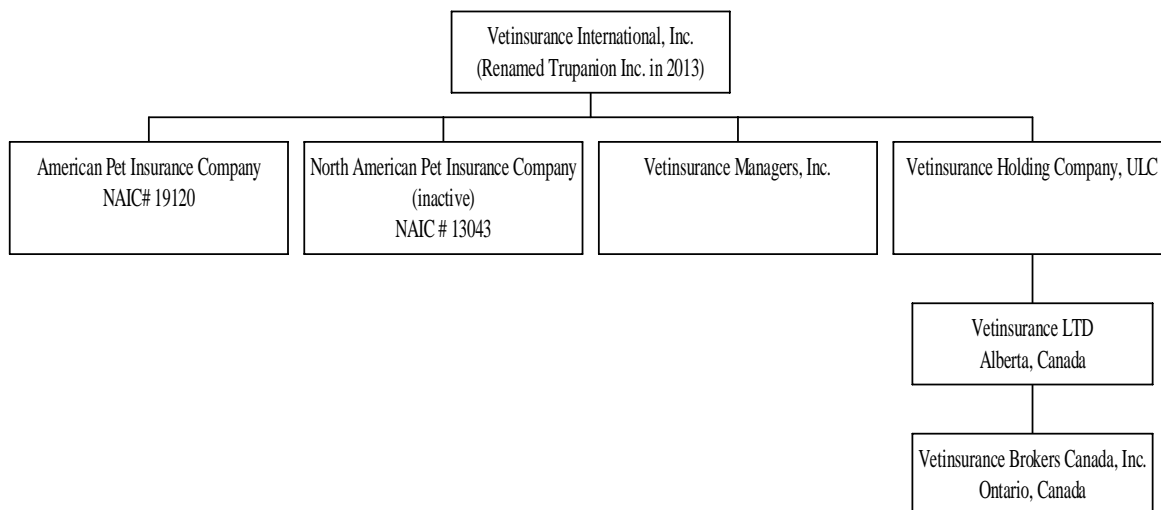 Vetinsurance International, Inc.
(Renamed Trupanion Inc. in 2013)
American Pet Insurance Company
NAIC# 19120
North American Pet Insurance Company
(inactive)
NAIC # 13043
Vetinsurance Managers, Inc.
Vetinsurance Holding Company, ULC
Vetinsurance LTD
Alberta, Canada
Vetinsurance Brokers Canada, Inc.
Ontario, Canada